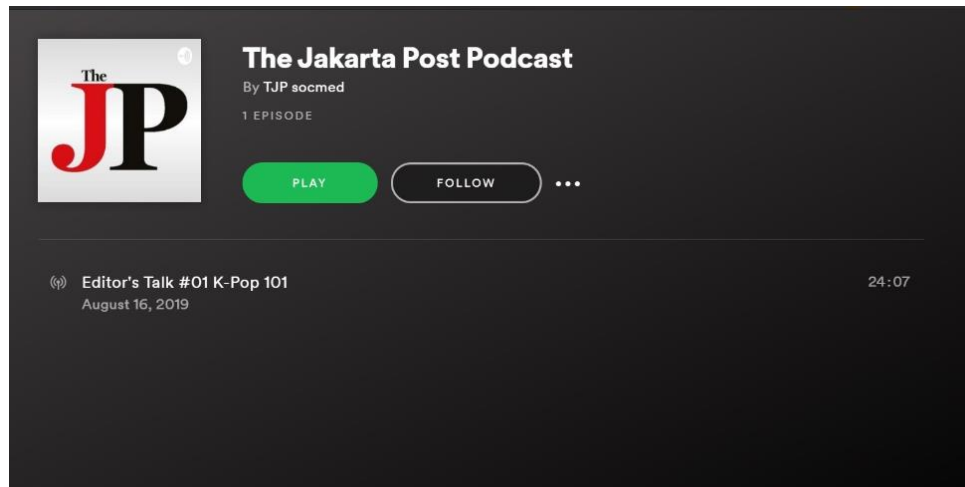 The
JP
The Jakarta Post Podcast
By TJP socmed
1 EPISODE
PLAY
FOLLOW
Editor's Talk #01 K-Pop 101
24:07
August 16, 2019